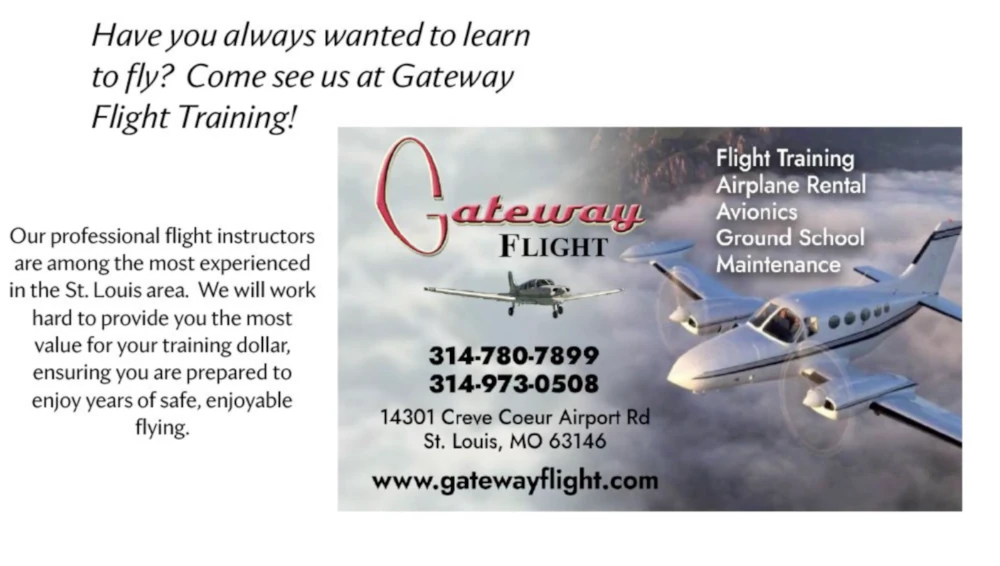 Have you always wanted to learn
to fly? Come see us at Gateway
Flight Training!
Our professional flight instructors
are among the most experienced
in the St. Louis area. We will work
hard to provide you the most
value for your training dollar,
ensuring you are prepared to
enjoy years of safe, enjoyable
flying.
Gateway
FLIGHT
314-780-7899
314-973-0508
14301 Creve Coeur Airport Rd
St. Louis, MO 63146
www.gatewayflight.com
Flight Training
Airplane Rental
Avionics
Ground School
Maintenance